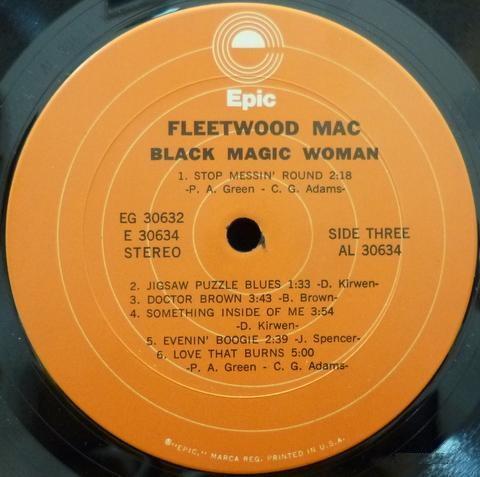 Epic
FLEETWOOD MAC
BLACK MAGIC WOMAN
1. STOP MESSIN' ROUND 2:18
-P. A. Green - C. G. Adams-
EG 30632
E 30634
STEREO
SIDE THREE
AL 30634
2. JIGSAW PUZZLE BLUES 1:33 -D. Kirwen-
3. DOCTOR BROWN 3:43 -B. Brown-
4. SOMETHING INSIDE OF ME 3:54
-D. Kirwen-
5. EVENIN' BOOGIE 2:39 -J. Spencer-
6. LOVE THAT BURNS 5:00
-P. A. Green - C. G. Adams-
℗"EPIC," MARCA REG. PRINTED IN U.S.A.